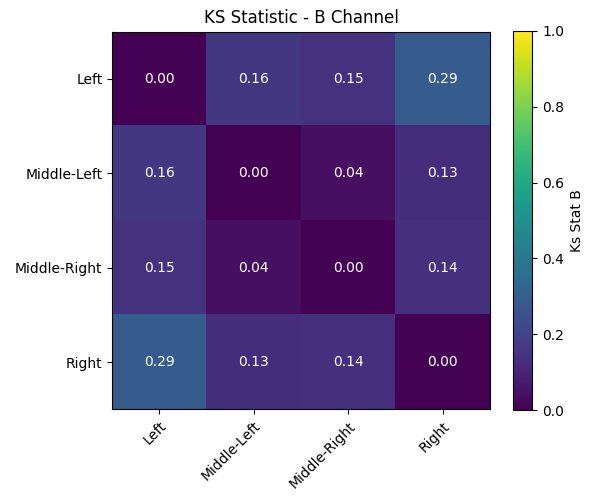 KS Statistic - B Channel
Left 0.00 0.16 0.15 0.29
Middle-Left 0.16 0.00 0.04 0.13
Middle-Right 0.15 0.04 0.00 0.14
Right 0.29 0.13 0.14 0.00
Left Middle-Left Middle-Right Right
1.0
0.8
0.6
0.4
0.2
0.0
Ks Stat B